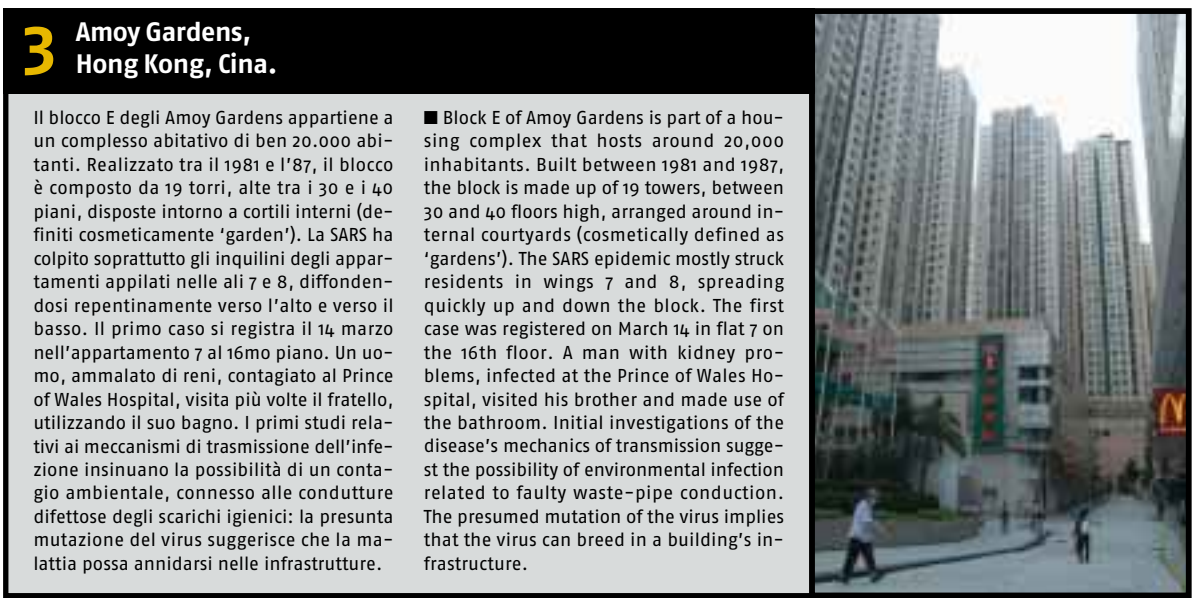 3
Amoy Gardens,
Hong Kong, Cina.
Il blocco E degli Amoy Gardens appartiene a
un complesso abitativo di ben 20.000 abi-
tanti. Realizzato tra il 1981 e l'87, il blocco
è composto da 19 torri, alte tra i 30 e i 40
piani, disposte intorno a cortili interni (de-
finiti cosmeticamente 'garden'). La SARS ha
colpito soprattutto gli inquilini degli appar-
tamenti appilati nelle ali 7 e 8, diffonden-
dosi repentinamente verso l'alto e verso il
basso. Il primo caso si registra il 14 marzo
nell'appartamento 7 al 16mo piano. Un uo-
mo, ammalato di reni, contagiato al Prince
of Wales Hospital, visita più volte il fratello,
utilizzando il suo bagno. I primi studi rela-
tivi ai meccanismi di trasmissione dell'infe-
zione insinuano la possibilità di un conta-
gio ambientale, connesso alle condutture
difettose degli scarichi igienici: la presunta
mutazione del virus suggerisce che la ma-
lattia possa annidarsi nelle infrastrutture.
■ Block E of Amoy Gardens is part of a hou-
sing complex that hosts around 20,000
inhabitants. Built between 1981 and 1987,
the block is made up of 19 towers, between
30 and 40 floors high, arranged around in-
ternal courtyards (cosmetically defined as
'gardens'). The SARS epidemic mostly struck
residents in wings 7 and 8, spreading
quickly up and down the block. The first
case was registered on March 14 in flat 7 on
the 16th floor. A man with kidney pro-
blems, infected at the Prince of Wales Ho-
spital, visited his brother and made use of
the bathroom. Initial investigations of the
disease's mechanics of transmission sugge-
st the possibility of environmental infection
related to faulty waste-pipe conduction.
The presumed mutation of the virus implies
that the virus can breed in a building's in-
frastructure.